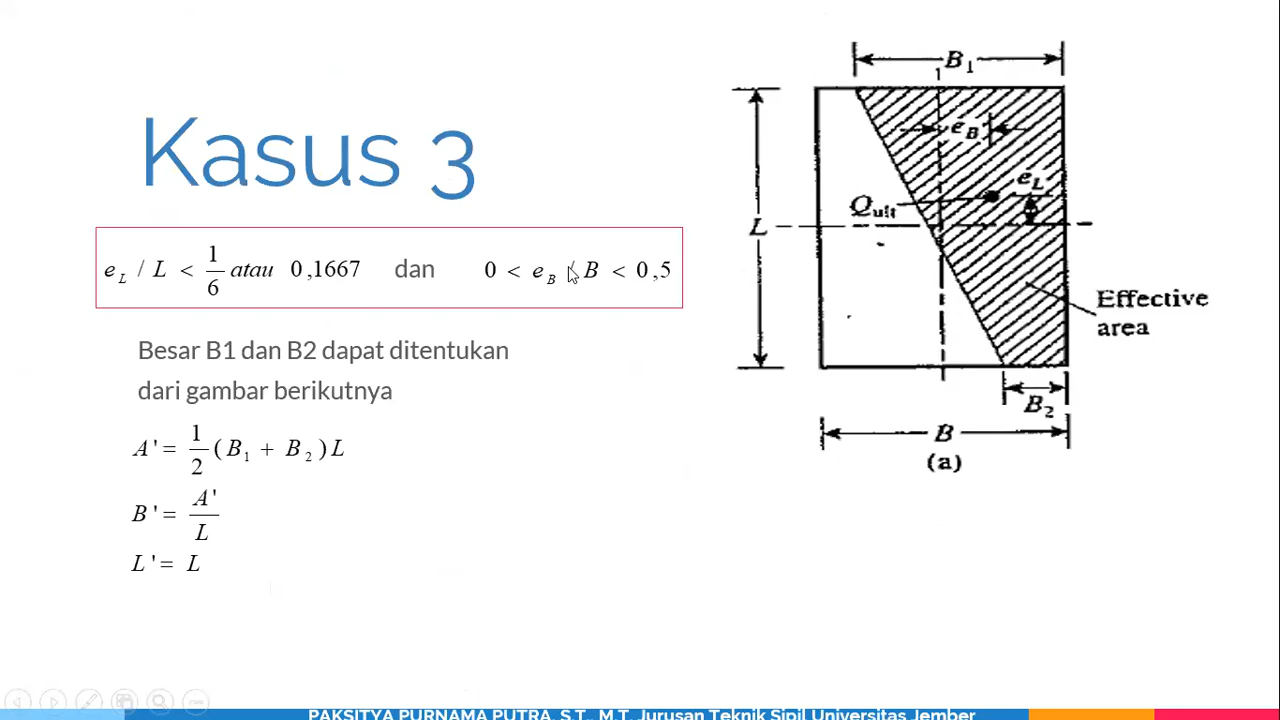 Kasus 3
e_L / L < 1/6 atau 0,1667 dan 0 < e_B / B < 0,5
Besar B1 dan B2 dapat ditentukan
dari gambar berikutnya
A' = 1/2 (B_1 + B_2) L
B' = A'/L
L' = L
B_1
e_B
e_L
Q_ult
L
Effective
area
B_2
B
(a)
PAKSITYA PURNAMA PUTRA, S.T., M.T. Jurusan Teknik Sipil Universitas Jember